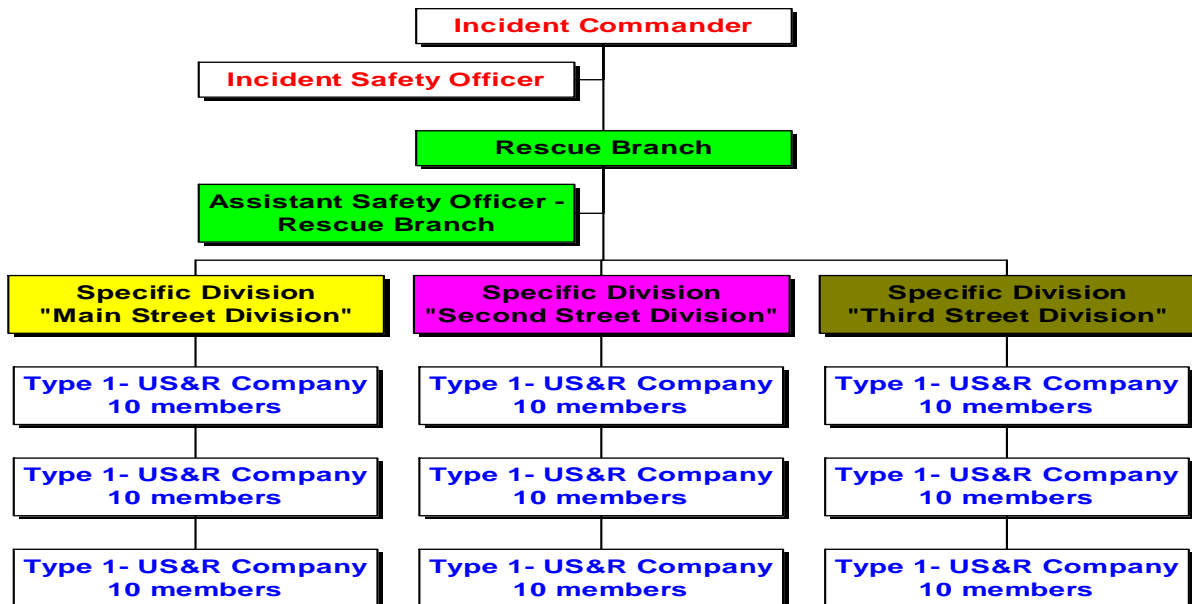 Incident Commander
Incident Safety Officer
Rescue Branch
Assistant Safety Officer -
Rescue Branch
Specific Division
"Main Street Division"
Specific Division
"Second Street Division"
Specific Division
"Third Street Division"
Type 1- US&R Company
10 members
Type 1- US&R Company
10 members
Type 1- US&R Company
10 members
Type 1- US&R Company
10 members
Type 1- US&R Company
10 members
Type 1- US&R Company
10 members
Type 1- US&R Company
10 members
Type 1- US&R Company
10 members
Type 1- US&R Company
10 members